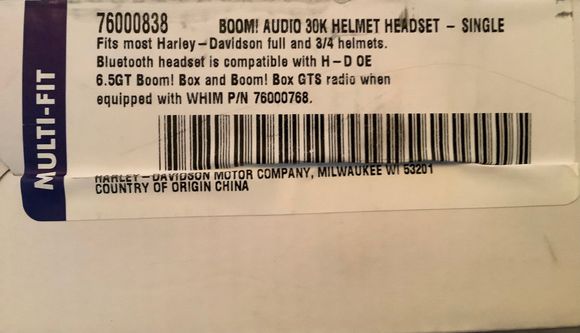 76000838 BOOM! AUDIO 30K HELMET HEADSET - SINGLE
Fits most Harley-Davidson full and 3/4 helmets.
Bluetooth headset is compatible with H-D OE
6.5GT Boom! Box and Boom! Box GTS radio when
equipped with WHIM P/N 76000768.
HARLEY-DAVIDSON MOTOR COMPANY, MILWAUKEE WI 53201
COUNTRY OF ORIGIN CHINA
MULTI-FIT